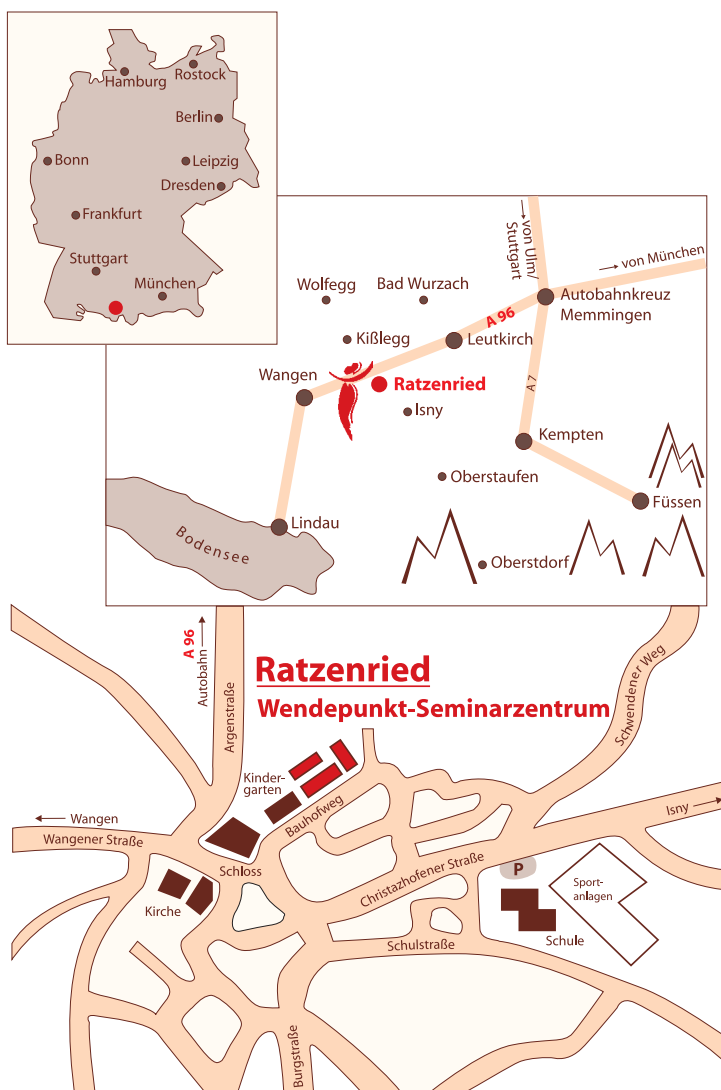 Hamburg
Rostock
Berlin
Bonn
Leipzig
Dresden
Frankfurt
Stuttgart
München
von Ulm/
Stuttgart
von München
Wolfegg
Bad Wurzach
Autobahnkreuz
Memmingen
A 96
Kißlegg
Leutkirch
Wangen
Ratzenried
A 7
Isny
Kempten
Oberstaufen
Füssen
Lindau
Bodensee
Oberstdorf
A 96
Autobahn
Argenstraße
Ratzenried
Wendepunkt-Seminarzentrum
Schwendener Weg
Kinder-
garten
Bauhofweg
Isny
Wangen
Wangener Straße
Schloss
Christazhofener Straße
P
Sport-
anlagen
Kirche
Schulstraße
Schule
Burgstraße